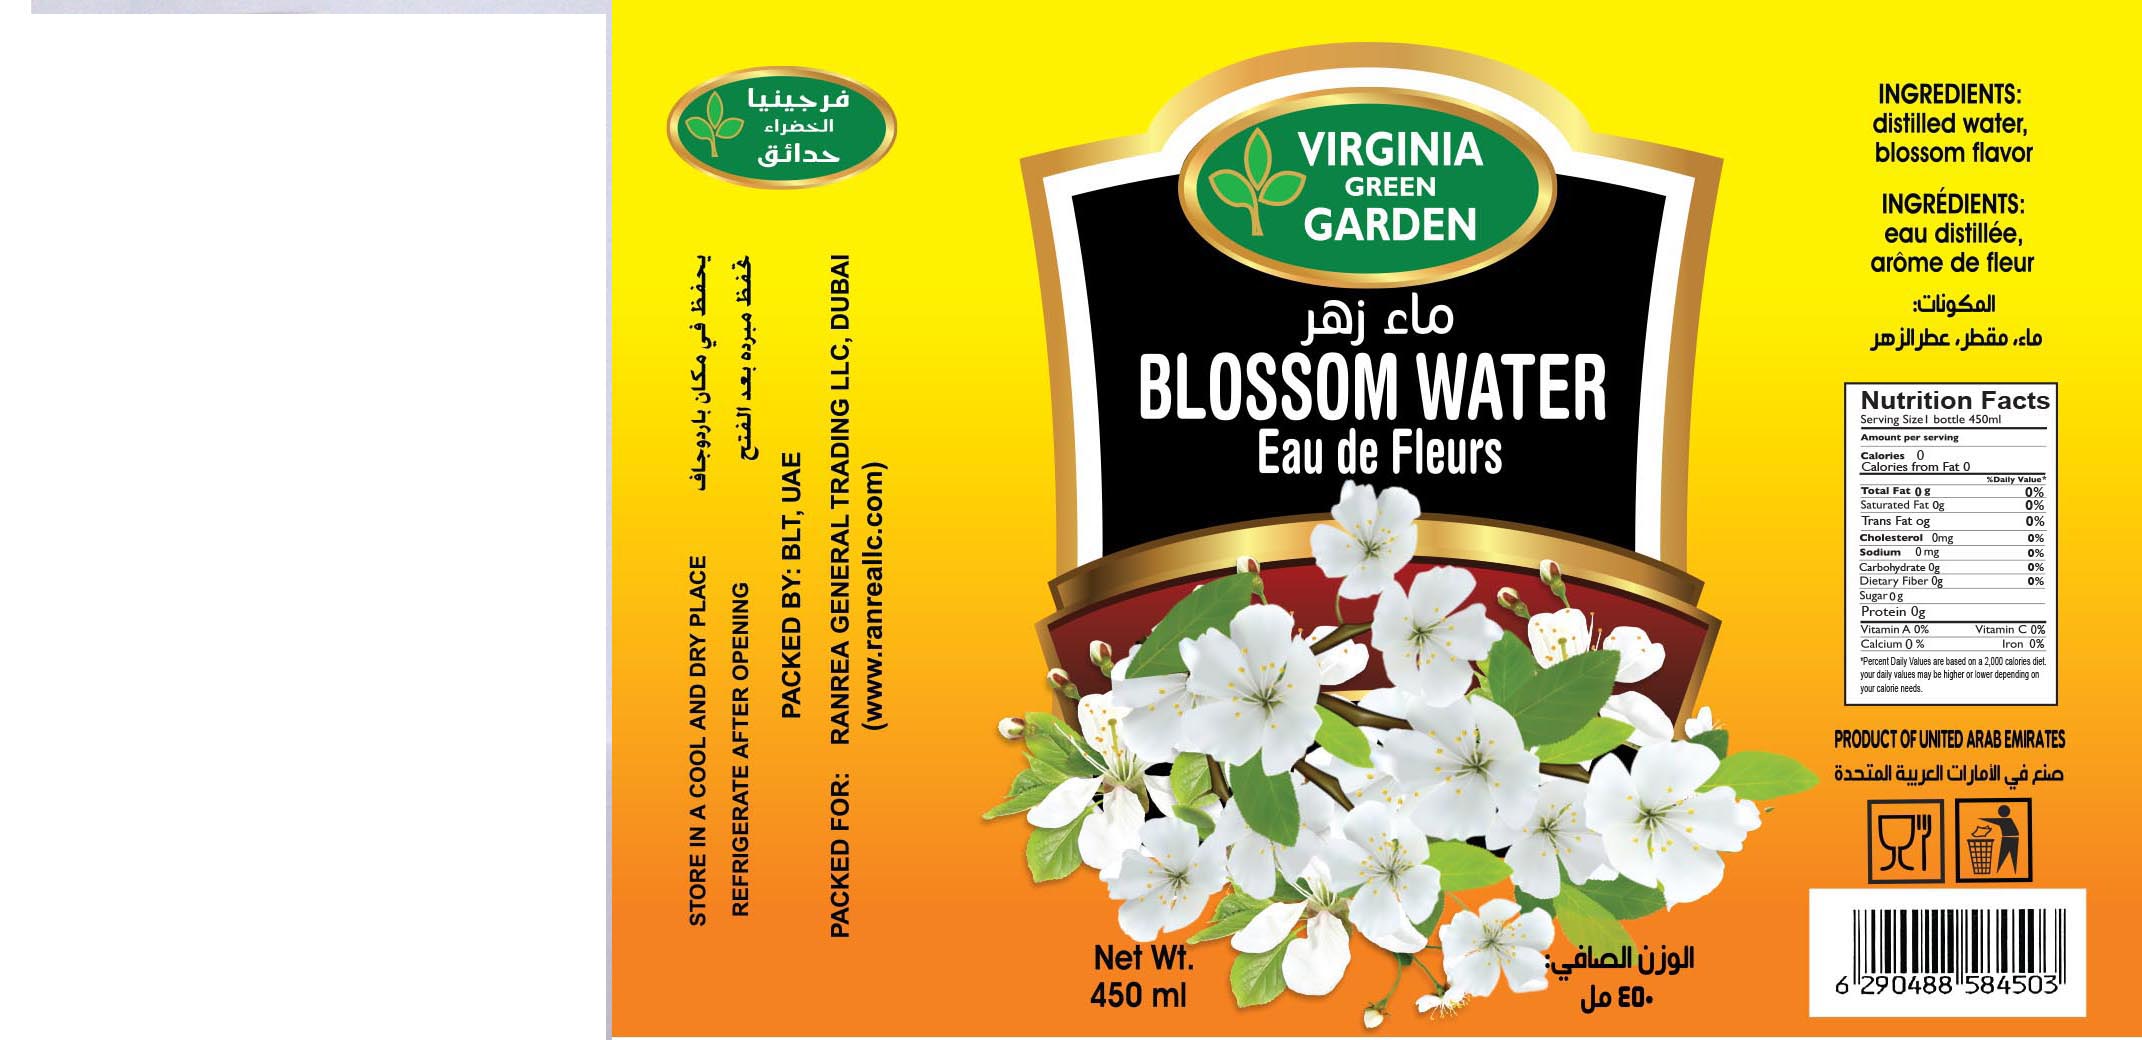 فرجينيا
الخضراء
حدائق
يحفظ في مكان باردوجاف
تحفظ مبرده بعد الفتح
STORE IN A COOL AND DRY PLACE
REFRIGERATE AFTER OPENING
PACKED BY: BLT, UAE
PACKED FOR: RANREA GENERAL TRADING LLC, DUBAI
(www.ranreallc.com)
VIRGINIA
GREEN
GARDEN
ماء زهر
BLOSSOM WATER
Eau de Fleurs
Net Wt.
450 ml
الوزن الصافي:
٤٥٠ مل
INGREDIENTS:
distilled water,
blossom flavor
INGRÉDIENTS:
eau distillée,
arôme de fleur
المكونات:
ماء، مقطر، عطر الزهر
Nutrition Facts
Serving Size1 bottle 450ml
Amount per serving
Calories 0
Calories from Fat 0
%Daily Value*
Total Fat 0 g 0%
Saturated Fat 0g 0%
Trans Fat og 0%
Cholesterol 0mg 0%
Sodium 0 mg 0%
Carbohydrate 0g 0%
Dietary Fiber 0g 0%
Sugar 0 g
Protein 0g
Vitamin A 0% Vitamin C 0%
Calcium 0 % Iron 0%
*Percent Daily Values are based on a 2,000 calories diet.
your daily values may be higher or lower depending on
your calorie needs.
PRODUCT OF UNITED ARAB EMIRATES
صنع في الأمارات العربية المتحدة
6 290488 584503